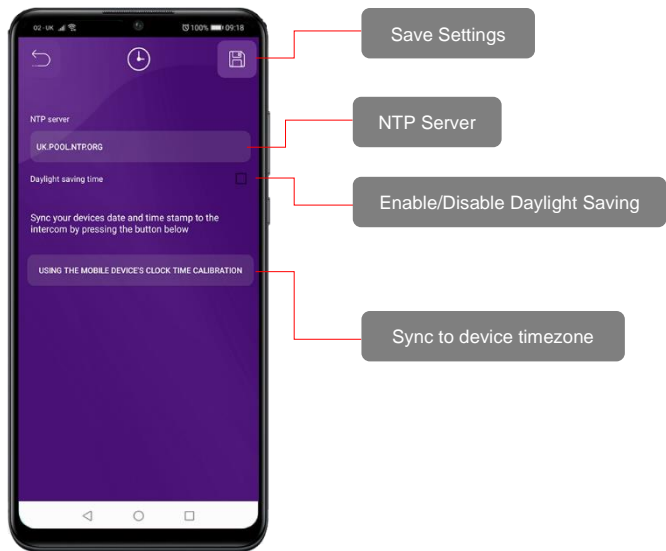 02-UK 100% 09:18
Save Settings
NTP server
NTP Server
UK.POOL.NTP.ORG
Daylight saving time
Enable/Disable Daylight Saving
Sync your devices date and time stamp to the
intercom by pressing the button below
USING THE MOBILE DEVICE'S CLOCK TIME CALIBRATION
Sync to device timezone